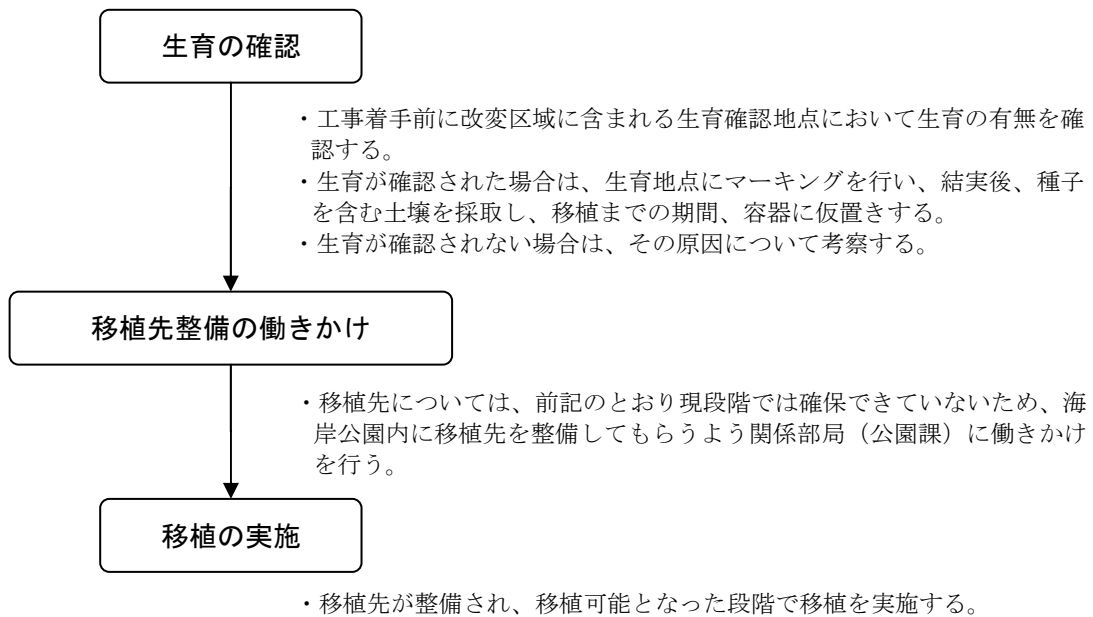 生育の確認
・工事着手前に改変区域に含まれる生育確認地点において生育の有無を確
認する。
・生育が確認された場合は、生育地点にマーキングを行い、結実後、種子
を含む土壌を採取し、移植までの期間、容器に仮置きする。
・生育が確認されない場合は、その原因について考察する。
移植先整備の働きかけ
・移植先については、前記のとおり現段階では確保できていないため、海
岸公園内に移植先を整備してもらうよう関係部局（公園課）に働きかけ
を行う。
移植の実施
・移植先が整備され、移植可能となった段階で移植を実施する。